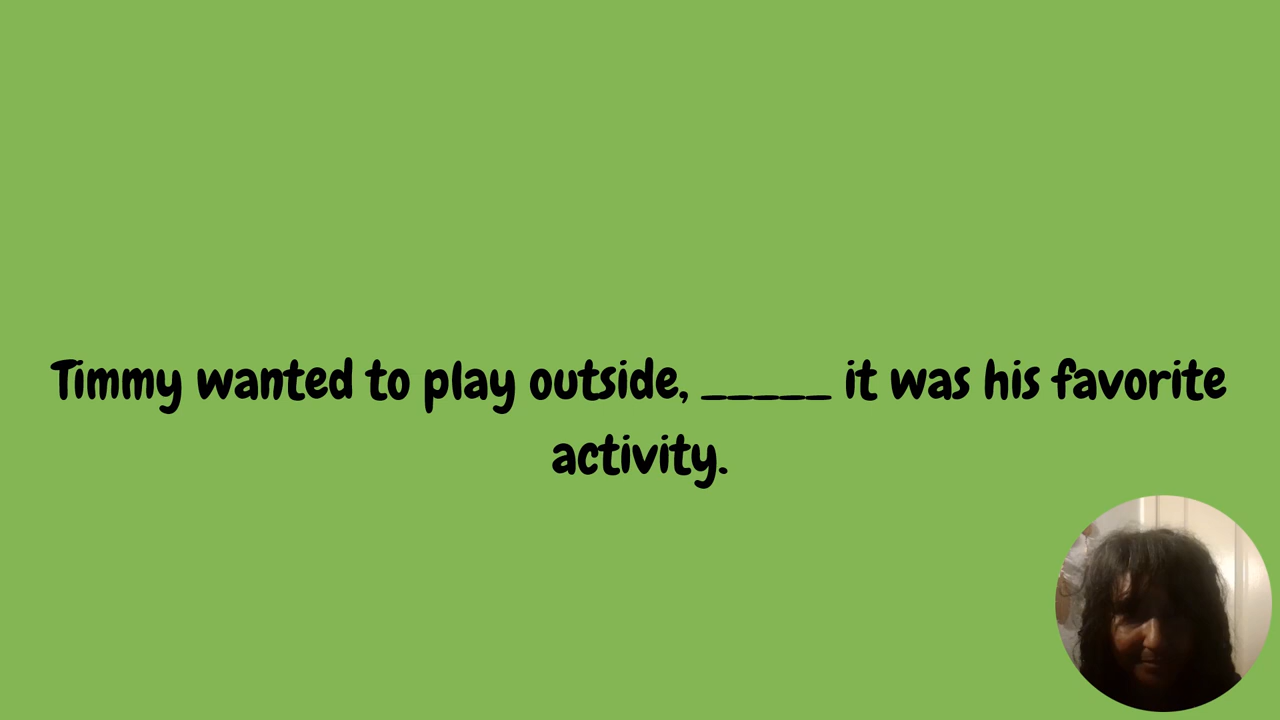 Timmy wanted to play outside, _____ it was his favorite
activity.